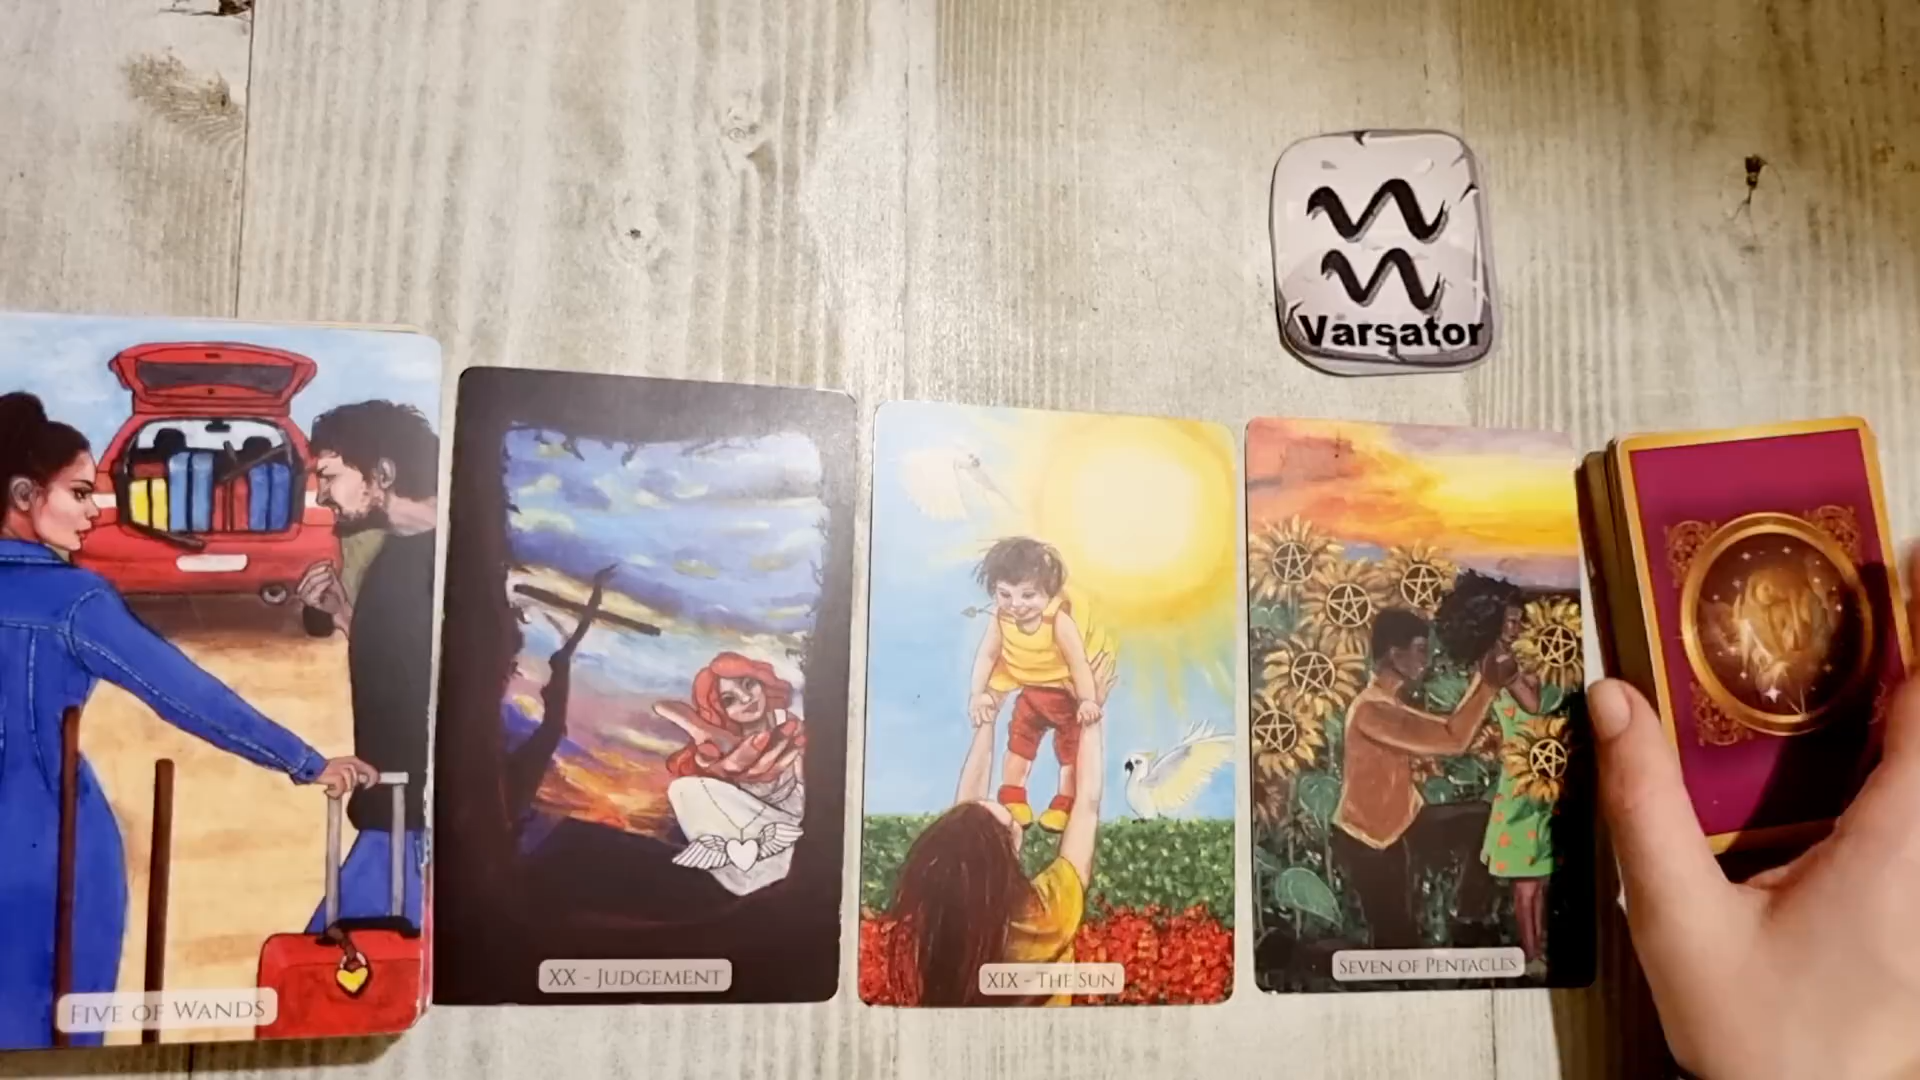 Varsator
FIVE OF WANDS
XX - JUDGEMENT
XIX - THE SUN
SEVEN OF PENTACLES